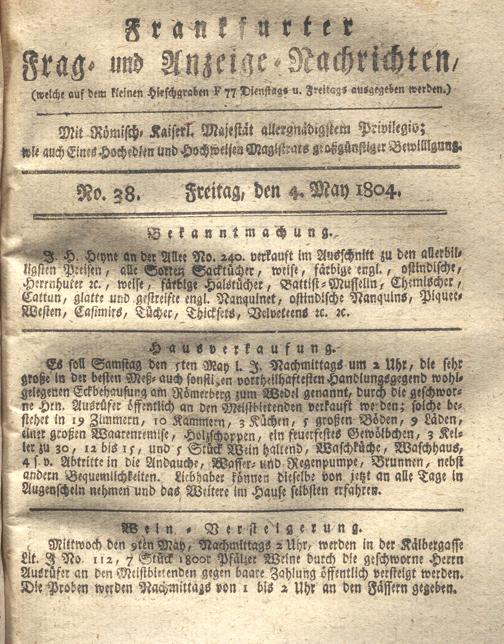 Frankfurter
Frag- und Anzeige-Nachrichten,
(welche auf dem kleinen Hirschgraben F 77 Dienstags u. Freitags ausgegeben werden.)
Mit Römisch. Kaiserl. Majestät allergnädigstem Privilegio;
wie auch Eines Hochedlen und Hochweisen Magistrats großgünstiger Bewilligung.
No. 38. Freitag, den 4. May 1804.
Bekanntmachung.
J. H. Heyne an der Allee No. 240. verkauft im Ausschnitt zu den allerbil-
ligsten Preisen, alle Sorten Sacktücher, weise, färbige engl., ostindische,
Herrnhuter ꝛc., weise, färbige Halstücher, Battist-Musselin, Chemischer,
Cattun, glatte und gestreifte engl. Nanquinet, ostindische Nanquins, Piquee-
Westen, Casimirs, Tücher, Thicksets, Velveteens ꝛc. ꝛc.
Hausverkaufung.
Es soll Samstag den 5ten May l. J. Nachmittags um 2 Uhr, die sehr
große in der besten Meß- auch sonstigen vortheilhaftesten Handlungsgegend wohl-
gelegenen Eckbehausung am Römerberg zum Wedel genannt, durch die geschwor-
ne Hrn. Ausrüfer öffentlich an den Meistbietenden verkauft werden; solche be-
stehet in 19 Zimmern, 10 Kammern, 3 Küchen, 5 großen Böden, 9 Läden,
einer großen Waarenremise, Holzschoppen, ein feuerfestes Gewölbchen, 3 Kel-
ler zu 30, 12 bis 15, und 5 Stück Wein haltend, Waschküche, Waschhaus,
4 s. v. Abtritte in die Andauche, Wasser- und Regenpumpe, Brunnen, nebst
andern Bequemlichkeiten. Liebhaber können dieselbe von jetzt an alle Tage in
Augenschein nehmen und das Weitere im Hause selbsten erfahren.
Wein-Versteigerung.
Mittwoch den 9ten May, Nachmittags 2 Uhr, werden in der Kälbergasse
Lit. J No. 112, 7 Stück 1800r Pfälzer Weine durch die geschworne Herrn
Ausrüfer an den Meistbietenden gegen baare Zahlung öffentlich versteigt werden.
Die Proben werden Nachmittags von 1 bis 2 Uhr an den Fässern gegeben.